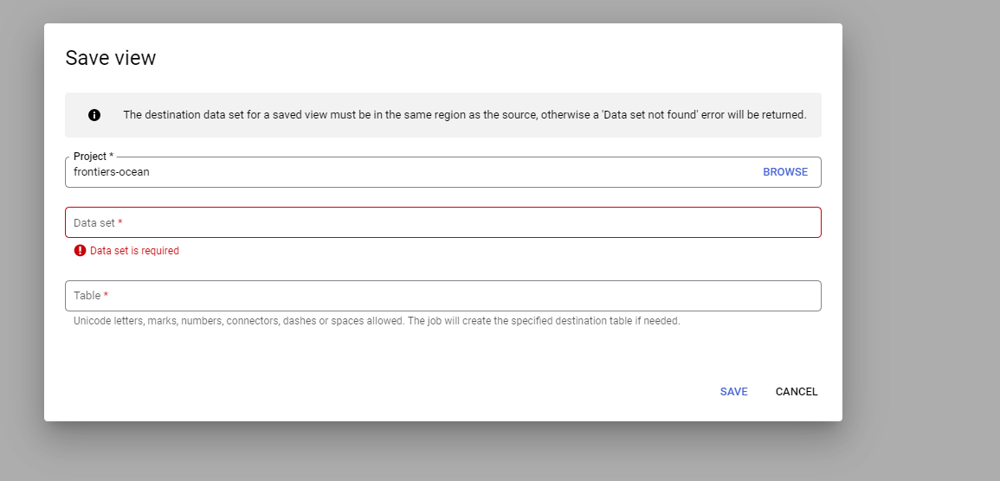 Save view
The destination data set for a saved view must be in the same region as the source, otherwise a 'Data set not found' error will be returned.
Project *
frontiers-ocean BROWSE
Data set *
Data set is required
Table *
Unicode letters, marks, numbers, connectors, dashes or spaces allowed. The job will create the specified destination table if needed.
SAVE CANCEL